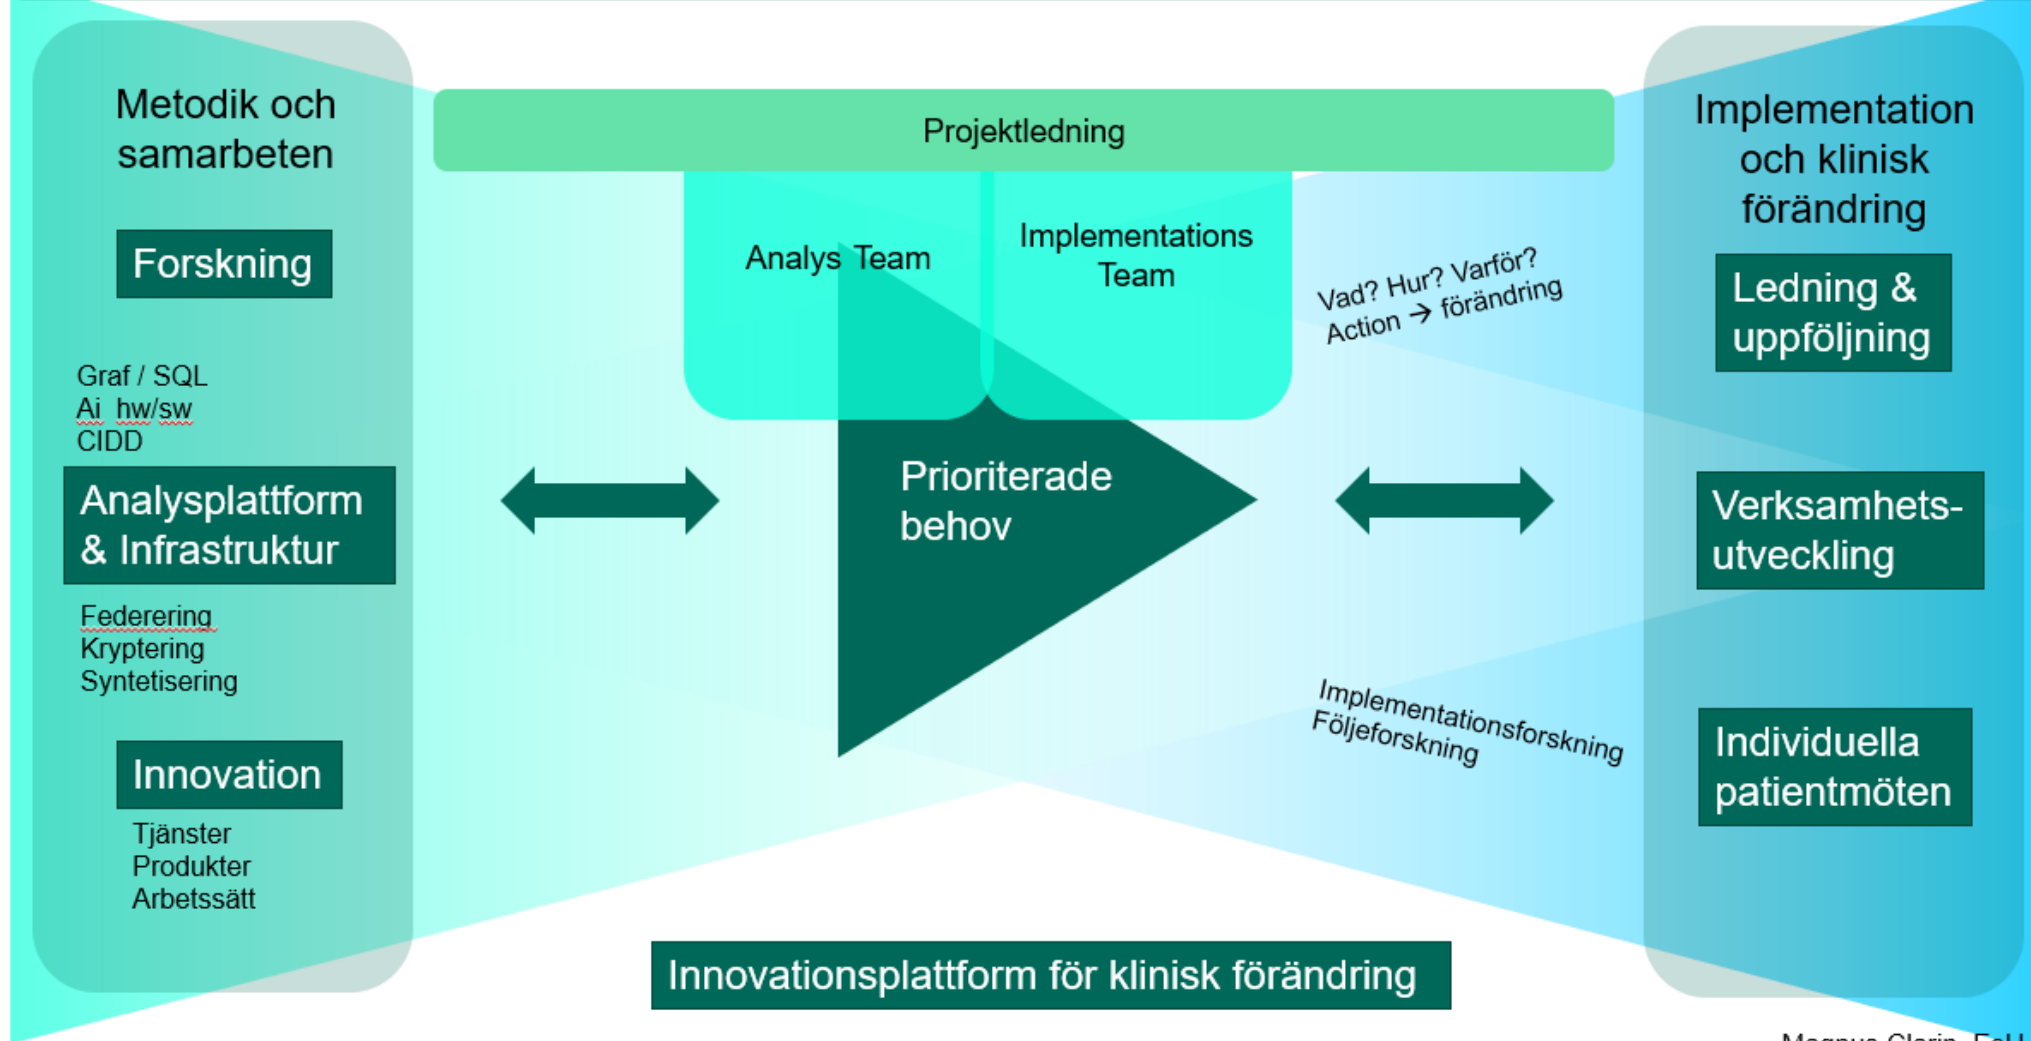 Metodik och
samarbeten
Forskning
Graf / SQL
Ai hw/sw
CIDD
Analysplattform
& Infrastruktur
Federering
Kryptering
Syntetisering
Innovation
Tjänster
Produkter
Arbetssätt
Projektledning
Analys Team
Implementations
Team
Prioriterade
behov
Vad? Hur? Varför?
Action → förändring
Implementationsforskning
Följeforskning
Implementation
och klinisk
förändring
Ledning &
uppföljning
Verksamhets-
utveckling
Individuella
patientmöten
Innovationsplattform för klinisk förändring
Magnus Clarin